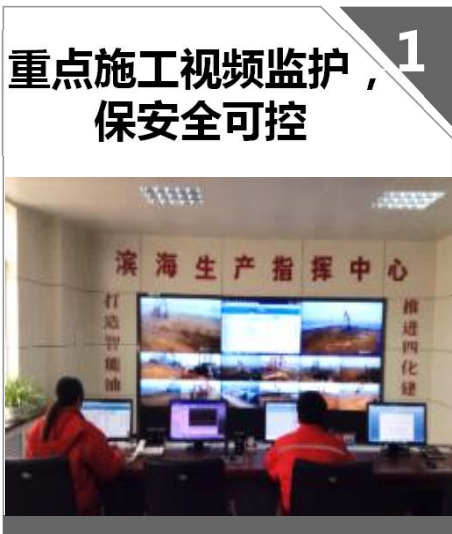 重点施工视频监护，
保安全可控
1
滨海生产指挥中心
打造智能油
推进四化建